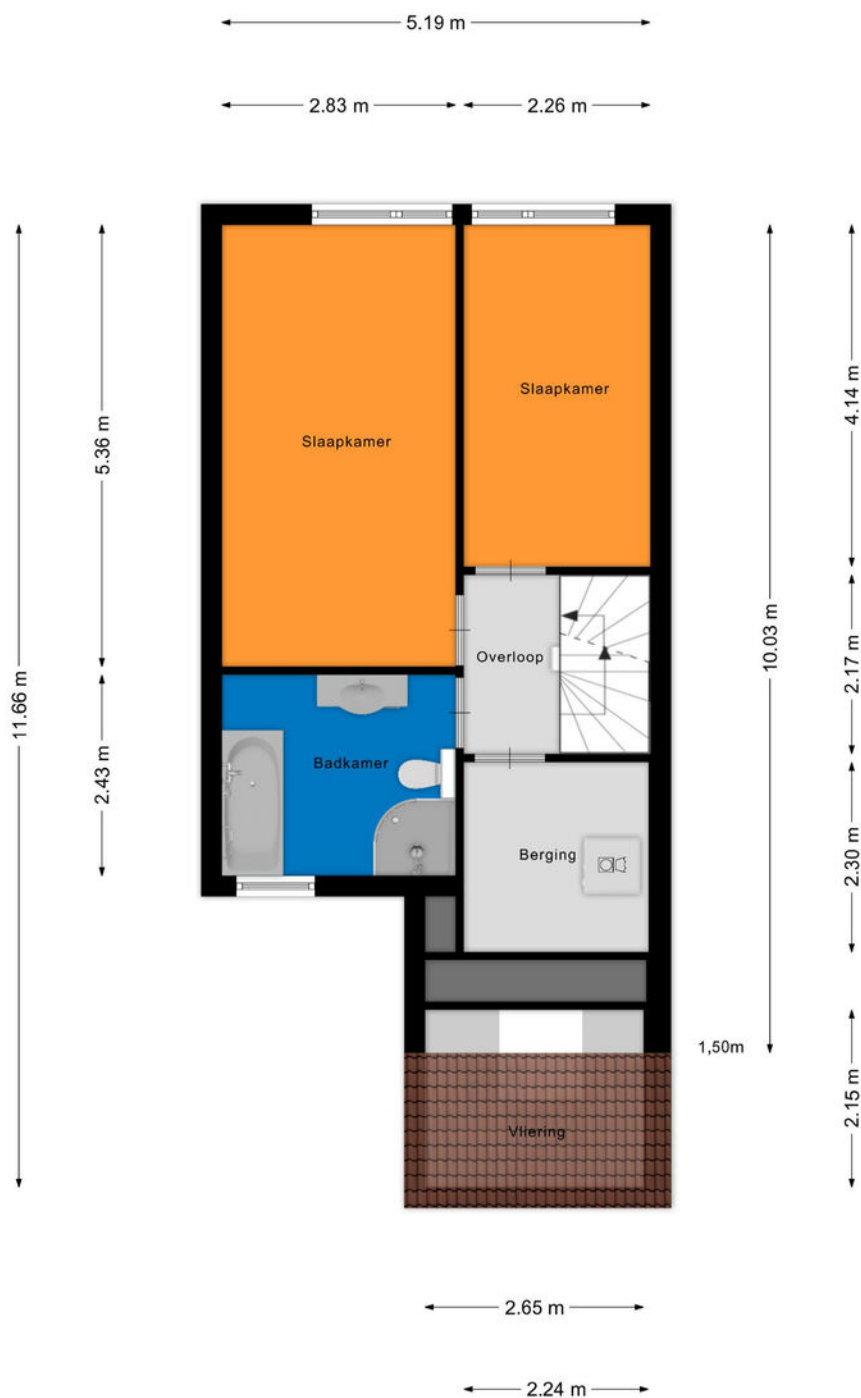 5.19 m
2.83 m
2.26 m
5.36 m
4.14 m
Slaapkamer
Slaapkamer
11.66 m
10.03 m
2.17 m
Overloop
2.43 m
Badkamer
2.30 m
Berging
1,50m
2.15 m
Vliering
2.65 m
2.24 m